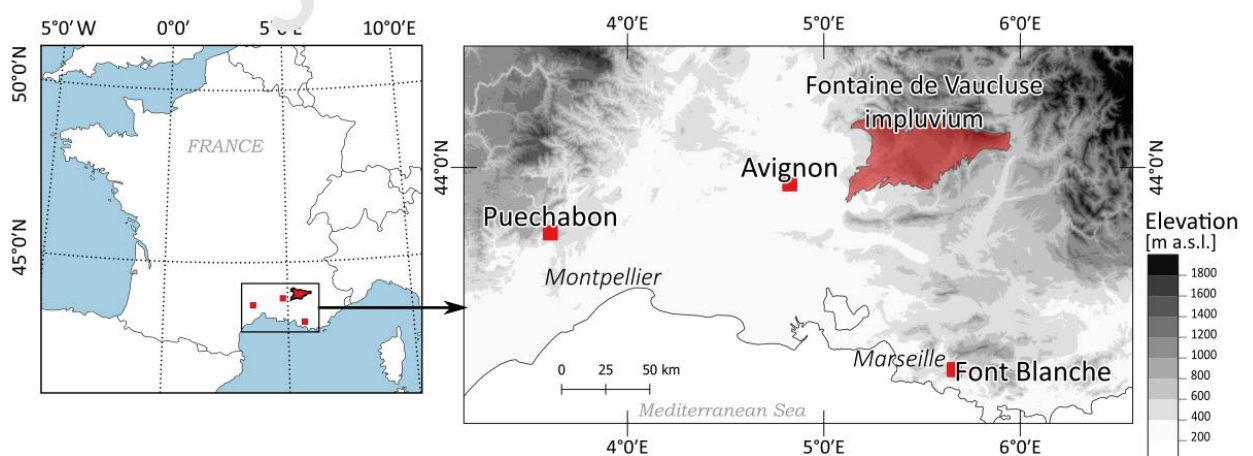 5°0'W 0°0' 5°0'E 10°0'E
50°N
45°0'N
FRANCE
4°0'E 5°0'E 6°0'E
Fontaine de Vaucluse
impluvium
Avignon
Puechabon
Montpellier
Marseille
Font Blanche
0 25 50 km
Mediterranean Sea
44°0'N
44°0'N
4°0'E 5°0'E 6°0'E
Elevation
[m a.s.l.]
1800
1600
1400
1200
1000
800
600
400
200